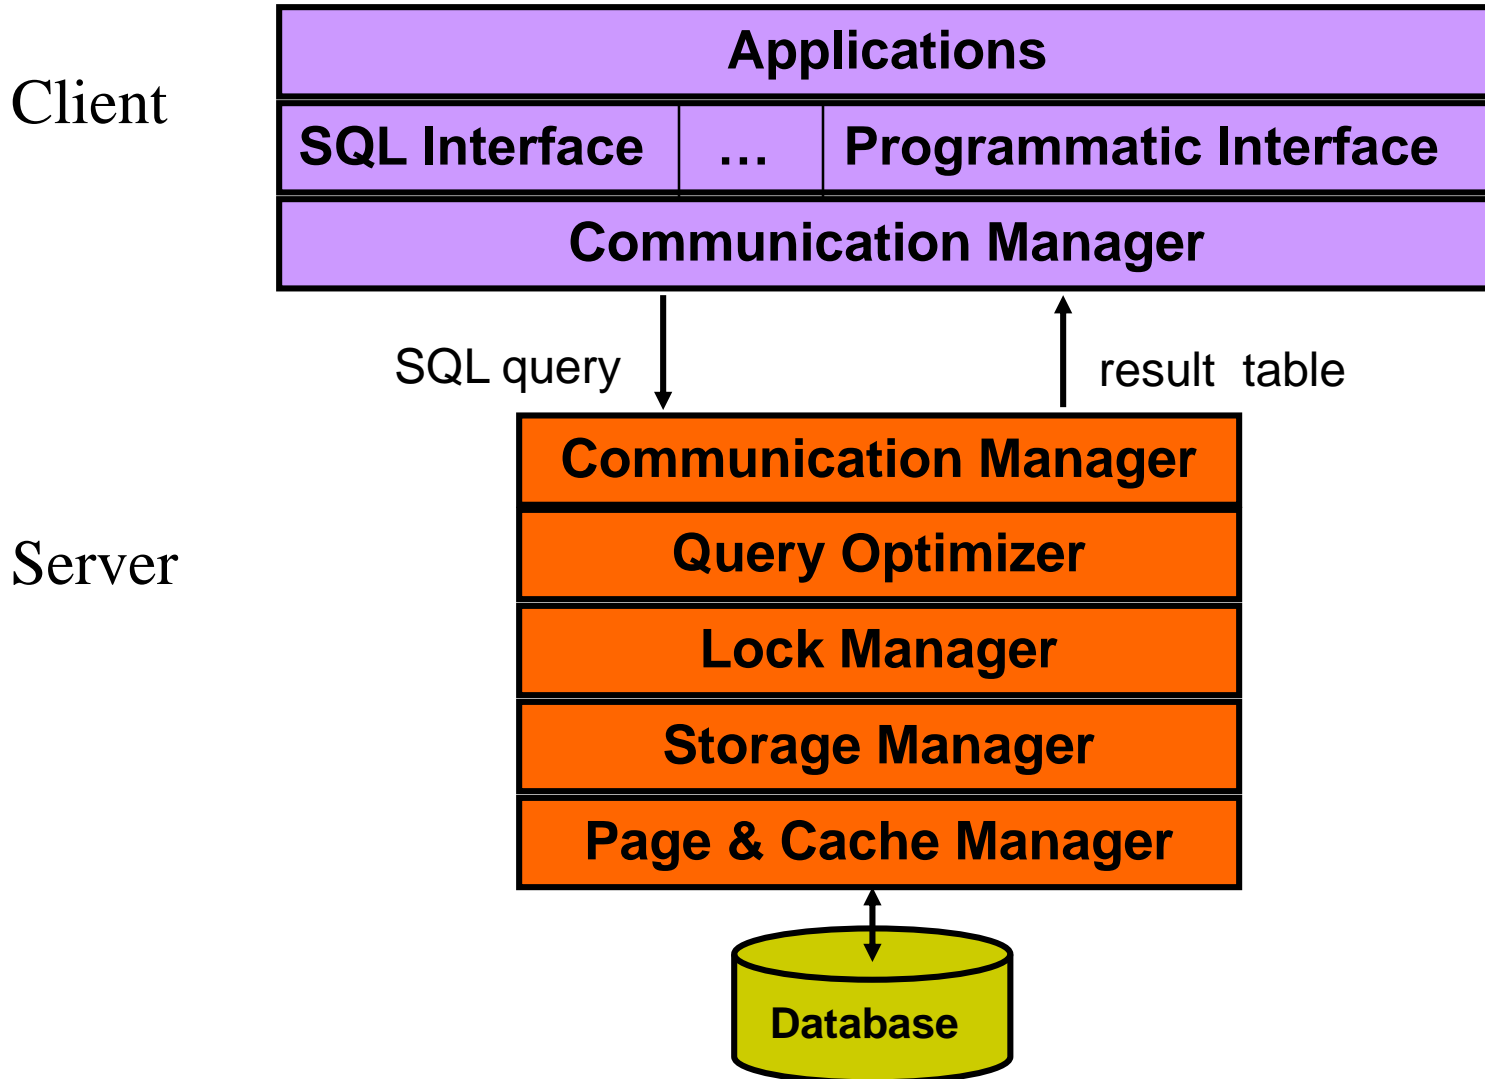 Applications
Client
SQL Interface … Programmatic Interface
Communication Manager
SQL query
result table
Communication Manager
Query Optimizer
Server
Lock Manager
Storage Manager
Page & Cache Manager
Database